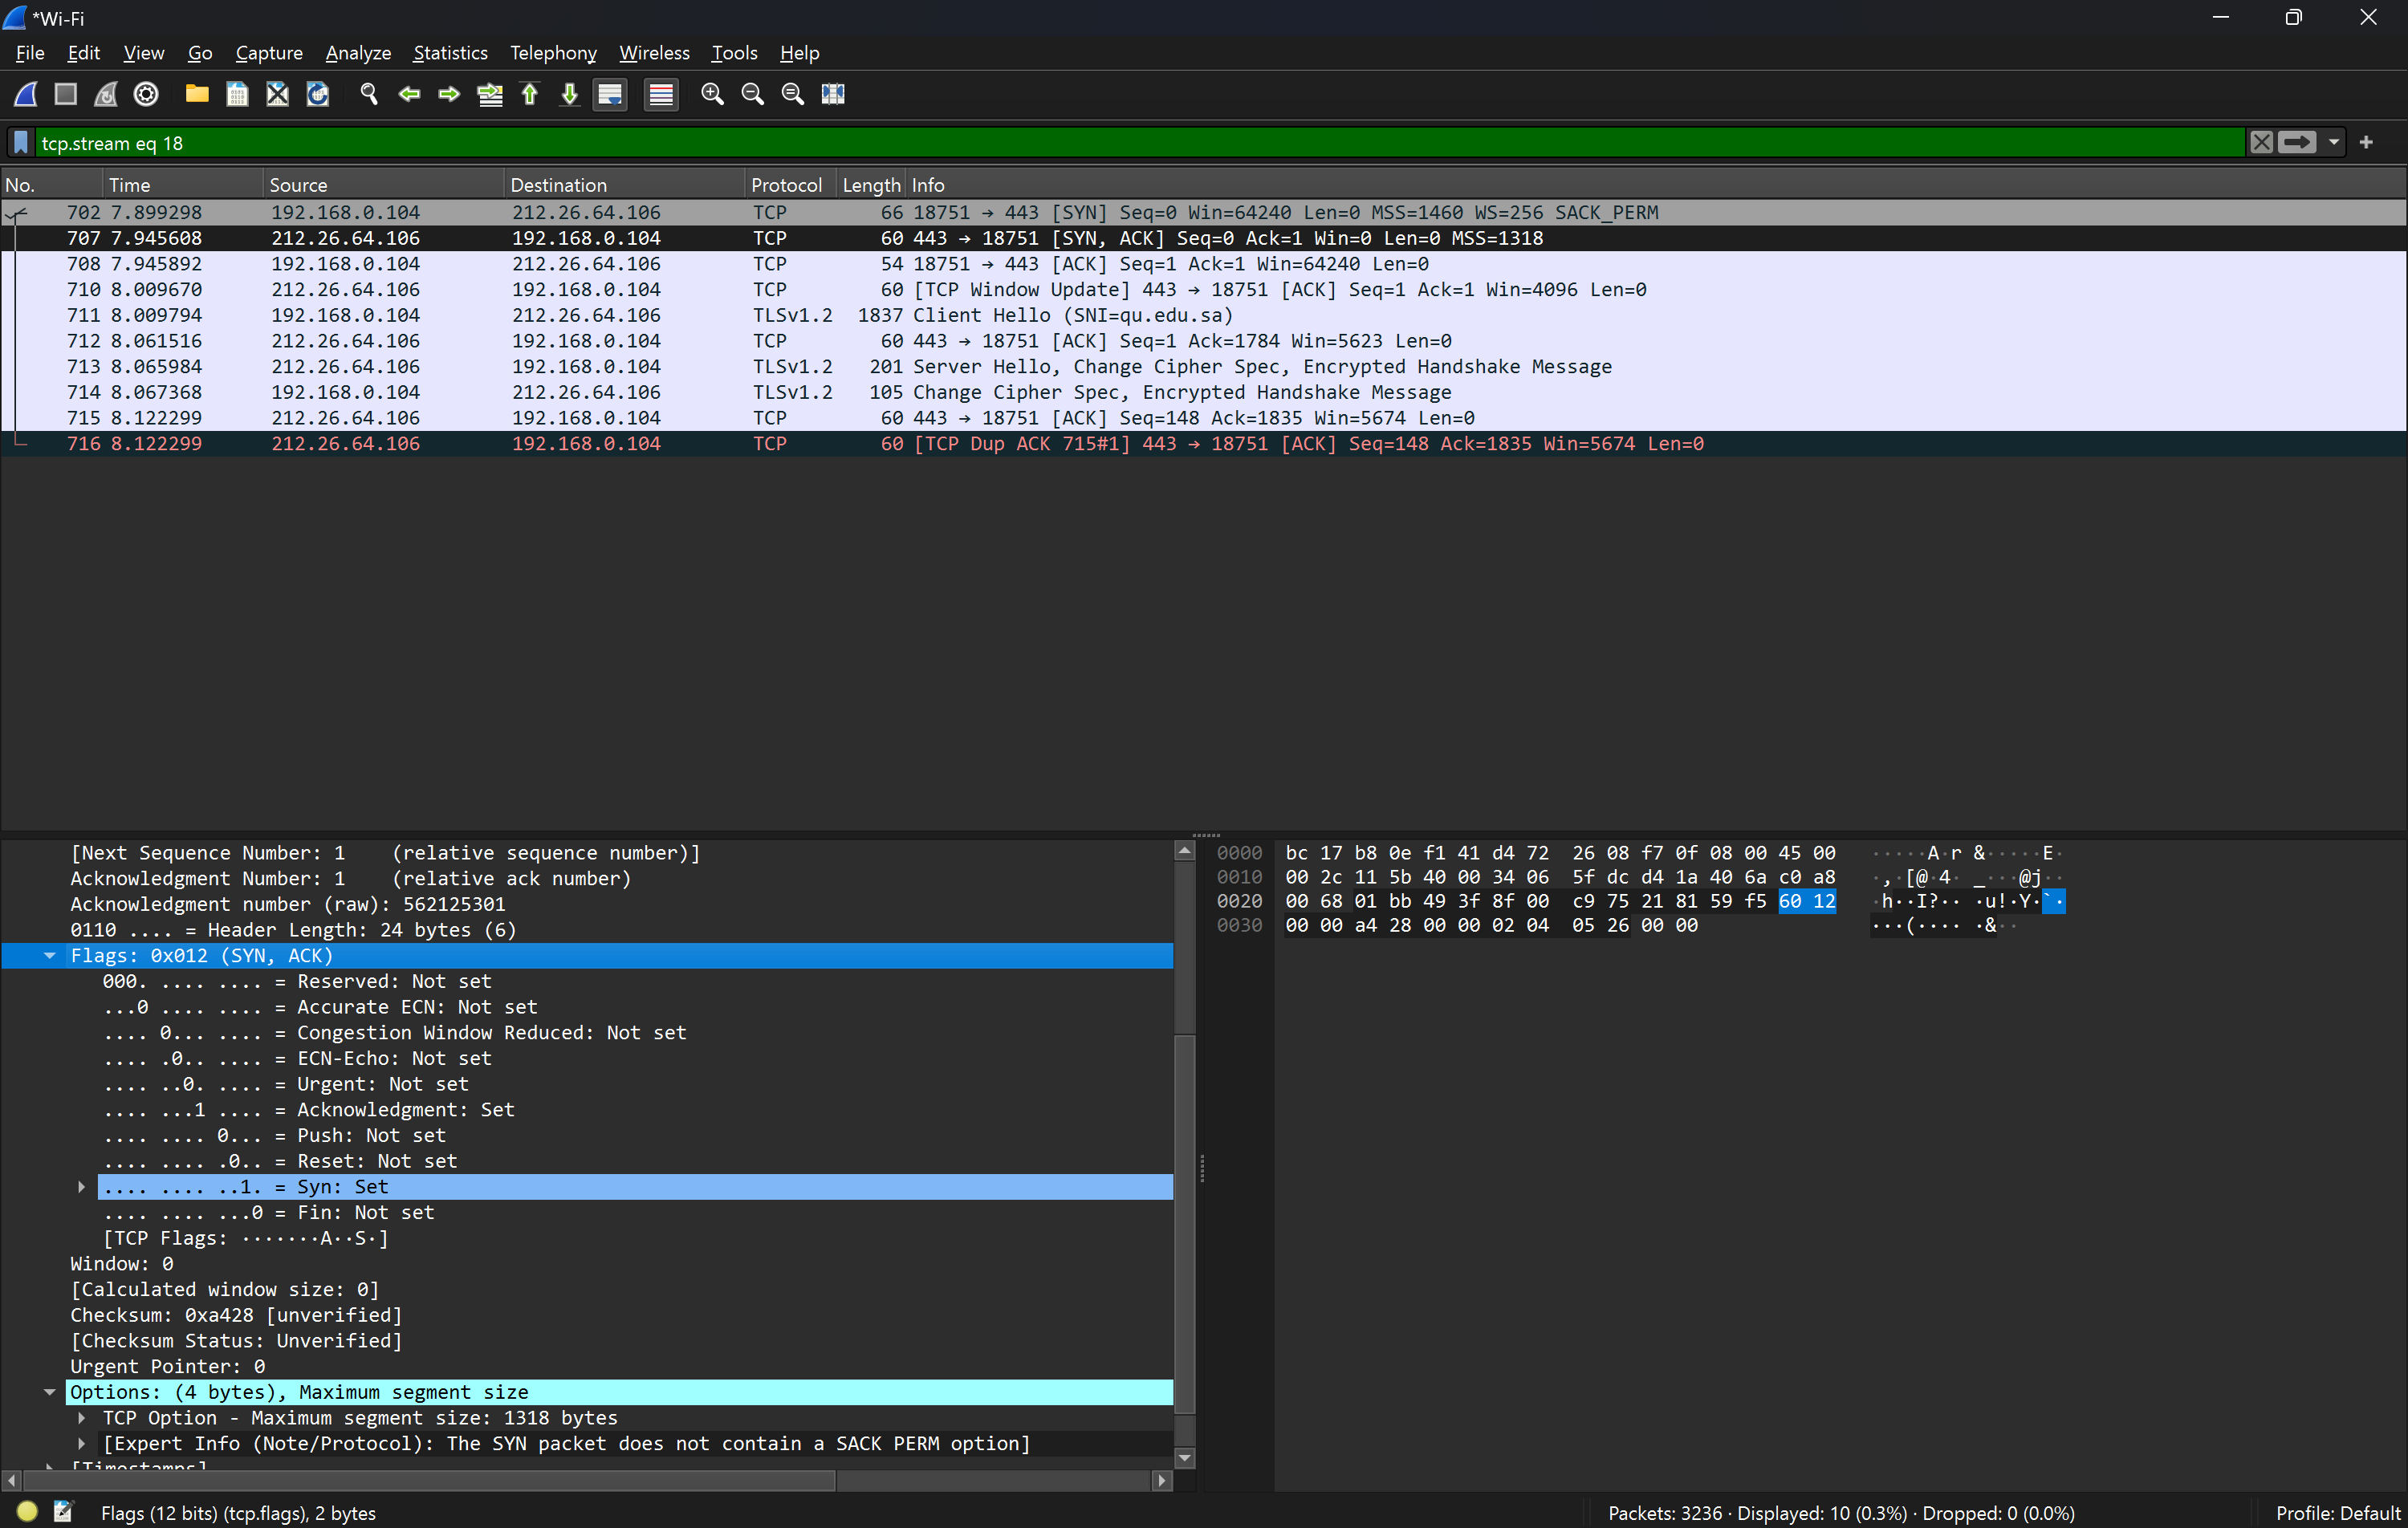 *Wi-Fi
File Edit View Go Capture Analyze Statistics Telephony Wireless Tools Help
tcp.stream eq 18
No. Time Source Destination Protocol Length Info
702 7.899298 192.168.0.104 212.26.64.106 TCP 66 18751 → 443 [SYN] Seq=0 Win=64240 Len=0 MSS=1460 WS=256 SACK_PERM
707 7.945608 212.26.64.106 192.168.0.104 TCP 60 443 → 18751 [SYN, ACK] Seq=0 Ack=1 Win=0 Len=0 MSS=1318
708 7.945892 192.168.0.104 212.26.64.106 TCP 54 18751 → 443 [ACK] Seq=1 Ack=1 Win=64240 Len=0
710 8.009670 212.26.64.106 192.168.0.104 TCP 60 [TCP Window Update] 443 → 18751 [ACK] Seq=1 Ack=1 Win=4096 Len=0
711 8.009794 192.168.0.104 212.26.64.106 TLSv1.2 1837 Client Hello (SNI=qu.edu.sa)
712 8.061516 212.26.64.106 192.168.0.104 TCP 60 443 → 18751 [ACK] Seq=1 Ack=1784 Win=5623 Len=0
713 8.065984 212.26.64.106 192.168.0.104 TLSv1.2 201 Server Hello, Change Cipher Spec, Encrypted Handshake Message
714 8.067368 192.168.0.104 212.26.64.106 TLSv1.2 105 Change Cipher Spec, Encrypted Handshake Message
715 8.122299 212.26.64.106 192.168.0.104 TCP 60 443 → 18751 [ACK] Seq=148 Ack=1835 Win=5674 Len=0
716 8.122299 212.26.64.106 192.168.0.104 TCP 60 [TCP Dup ACK 715#1] 443 → 18751 [ACK] Seq=148 Ack=1835 Win=5674 Len=0
[Next Sequence Number: 1    (relative sequence number)]
Acknowledgment Number: 1    (relative ack number)
Acknowledgment number (raw): 562125301
0110 .... = Header Length: 24 bytes (6)
Flags: 0x012 (SYN, ACK)
000. .... .... = Reserved: Not set
...0 .... .... = Accurate ECN: Not set
.... 0... .... = Congestion Window Reduced: Not set
.... .0.. .... = ECN-Echo: Not set
.... ..0. .... = Urgent: Not set
.... ...1 .... = Acknowledgment: Set
.... .... 0... = Push: Not set
.... .... .0.. = Reset: Not set
.... .... ..1. = Syn: Set
.... .... ...0 = Fin: Not set
[TCP Flags: ·······A··S·]
Window: 0
[Calculated window size: 0]
Checksum: 0xa428 [unverified]
[Checksum Status: Unverified]
Urgent Pointer: 0
Options: (4 bytes), Maximum segment size
TCP Option - Maximum segment size: 1318 bytes
[Expert Info (Note/Protocol): The SYN packet does not contain a SACK PERM option]
[Timestamps]
0000 bc 17 b8 0e f1 41 d4 72 26 08 f7 0f 08 00 45 00 ·····A·r &·····E·
0010 00 2c 11 5b 40 00 34 06 5f dc d4 1a 40 6a c0 a8 ·,·[@·4· _···@j··
0020 00 68 01 bb 49 3f 8f 00 c9 75 21 81 59 f5 60 12 ·h··I?·· ·u!·Y·`·
0030 00 00 a4 28 00 00 02 04 05 26 00 00 ···(···· ·&··
Flags (12 bits) (tcp.flags), 2 bytes
Packets: 3236 · Displayed: 10 (0.3%) · Dropped: 0 (0.0%)
Profile: Default